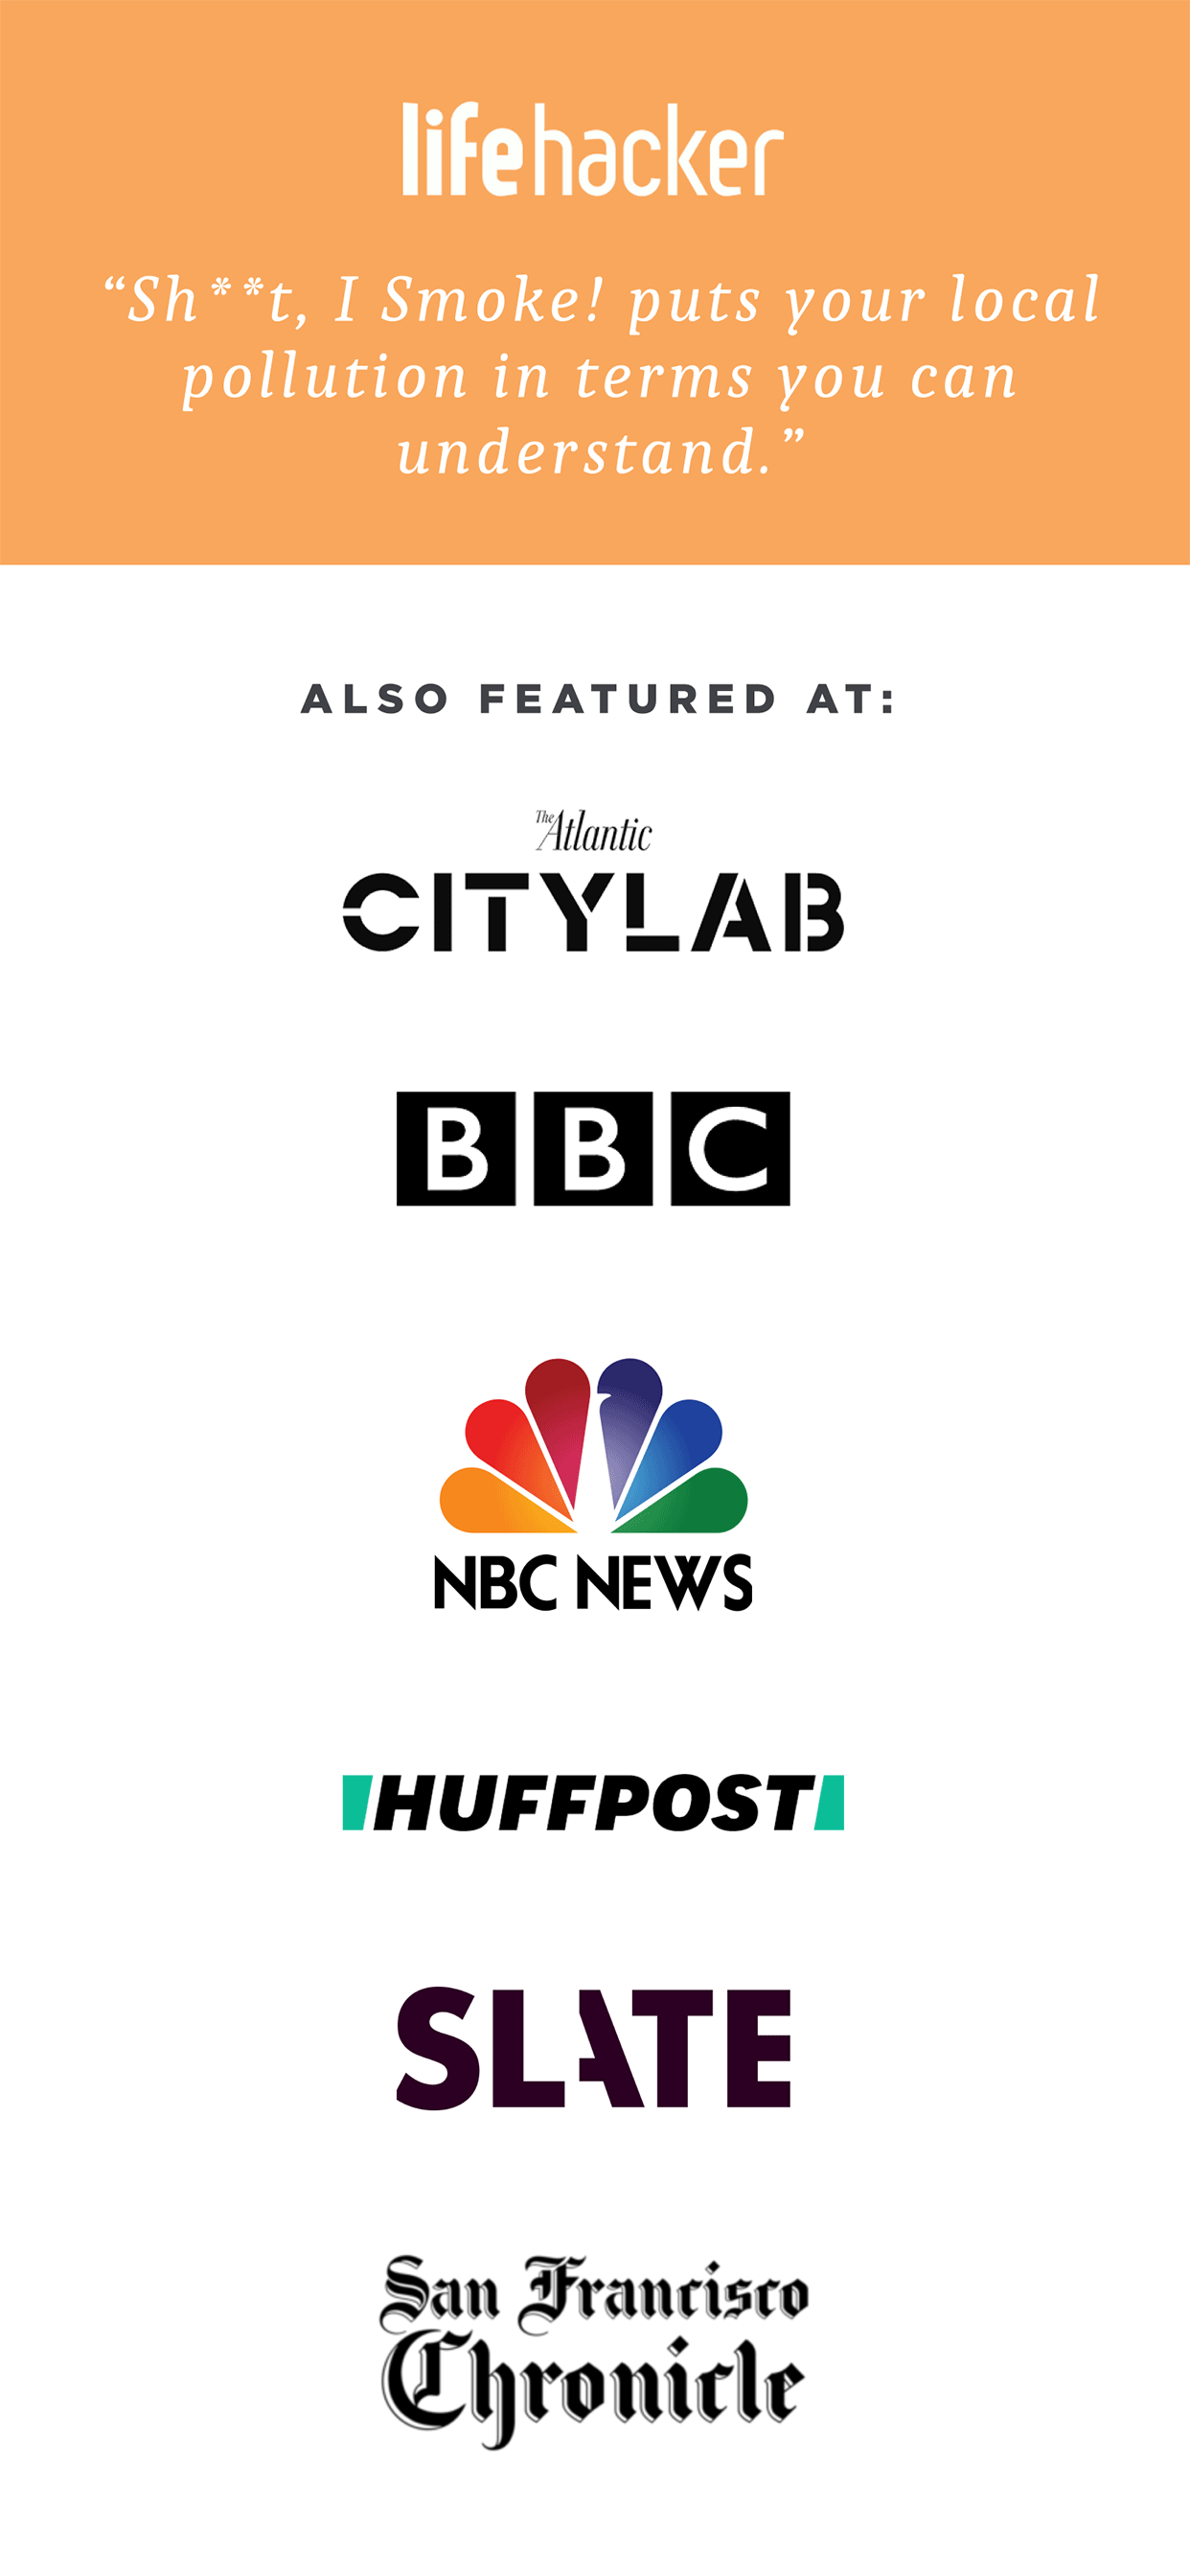 lifehacker
“Sh**t, I Smoke! puts your local
pollution in terms you can
understand.”
ALSO FEATURED AT:
The Atlantic
CITYLAB
BBC
NBC NEWS
HUFFPOST
SLATE
San Francisco
Chronicle